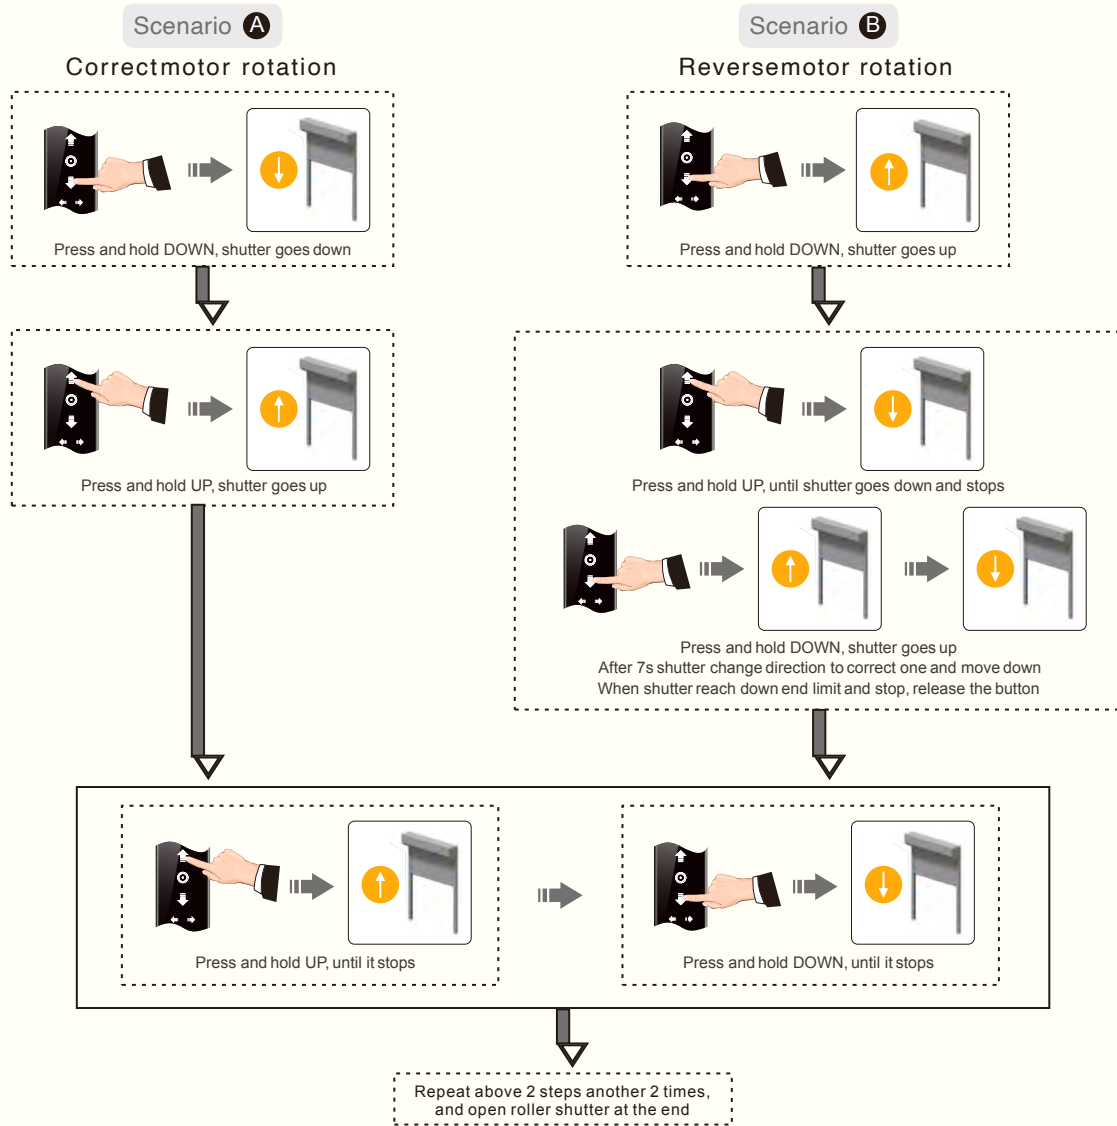 Scenario A
Correctmotor rotation
Press and hold DOWN, shutter goes down
Press and hold UP, shutter goes up
Scenario B
Reversemotor rotation
Press and hold DOWN, shutter goes up
Press and hold UP, until shutter goes down and stops
Press and hold DOWN, shutter goes up
After 7s shutter change direction to correct one and move down
When shutter reach down end limit and stop, release the button
Press and hold UP, until it stops
Press and hold DOWN, until it stops
Repeat above 2 steps another 2 times,
and open roller shutter at the end